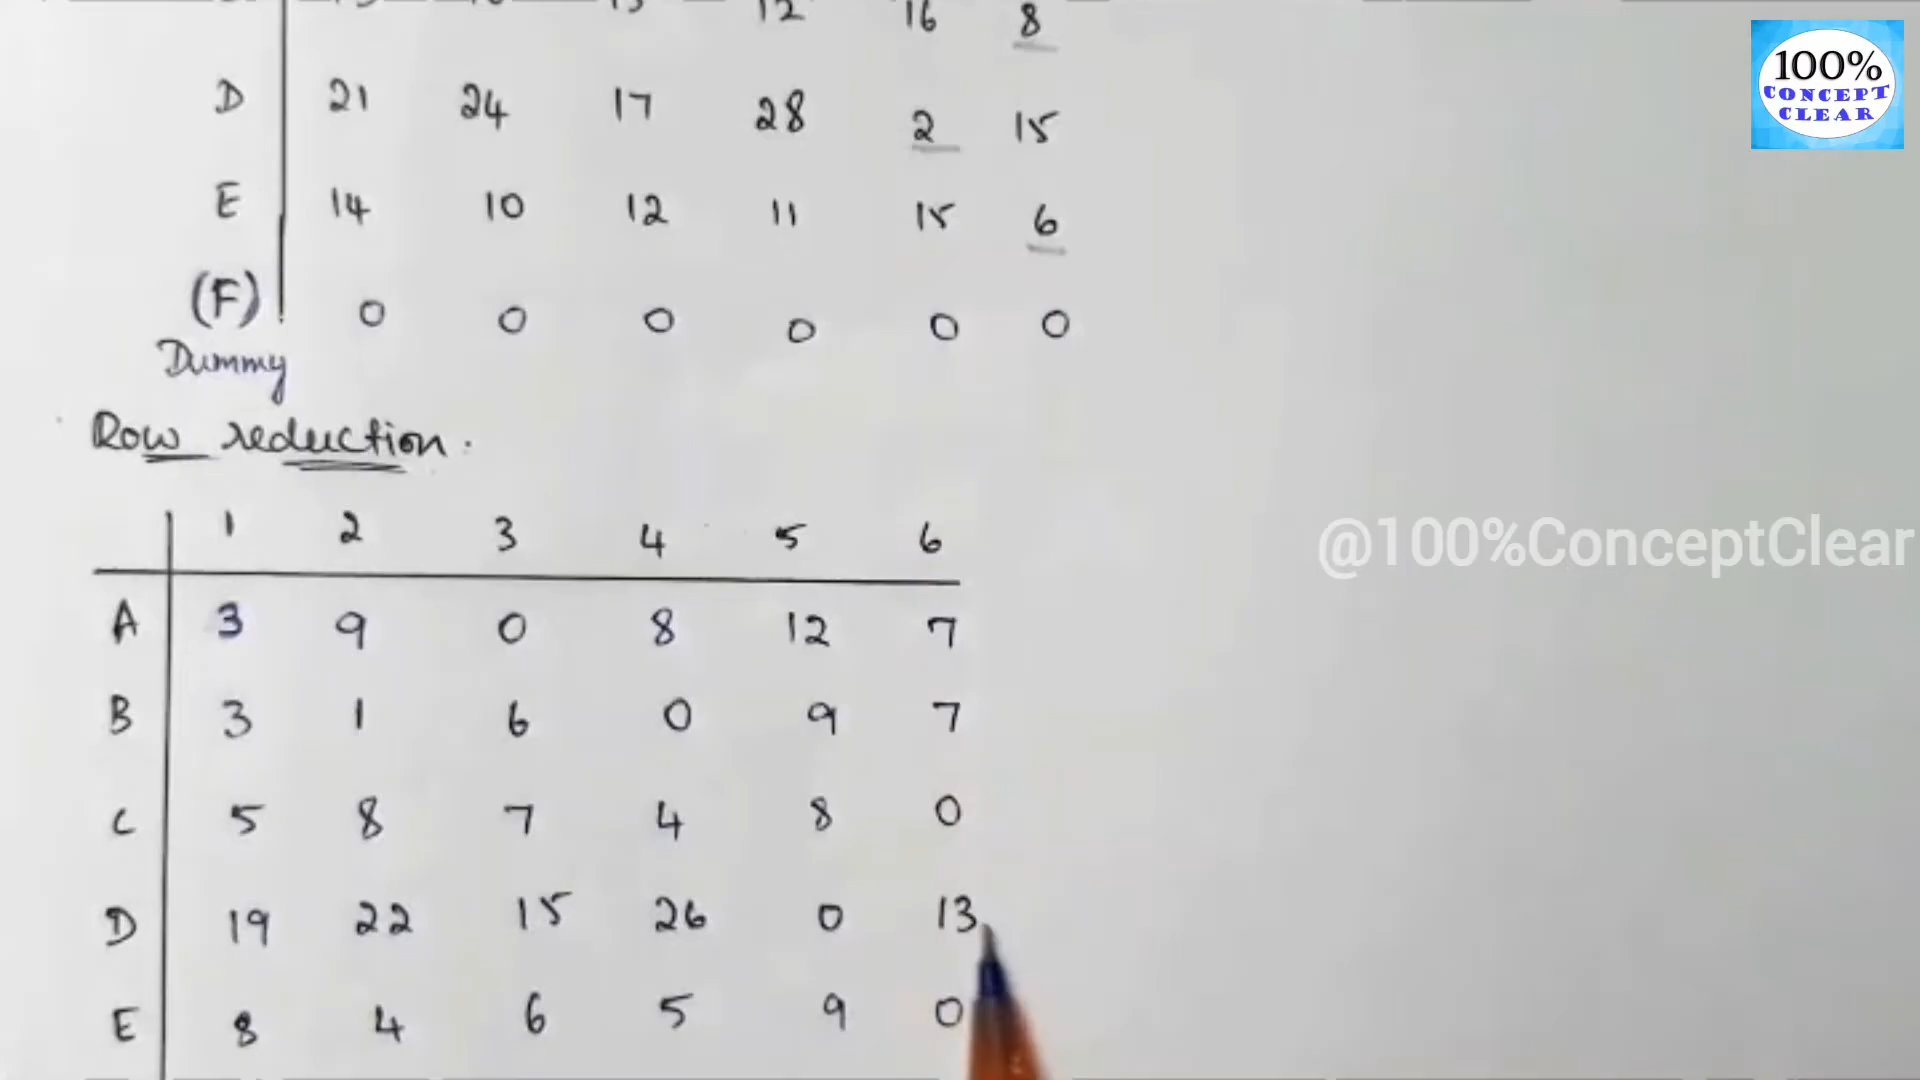 12 16 8
D 21 24 17 28 2 15
E 14 10 12 11 15 6
(F) 0 0 0 0 0 0
Dummy
Row reduction.
1 2 3 4 5 6
A 3 9 0 8 12 7
B 3 1 6 0 9 7
C 5 8 7 4 8 0
D 19 22 15 26 0 13
E 8 4 6 5 9 0
100%
CONCEPT
CLEAR
@100%ConceptClear